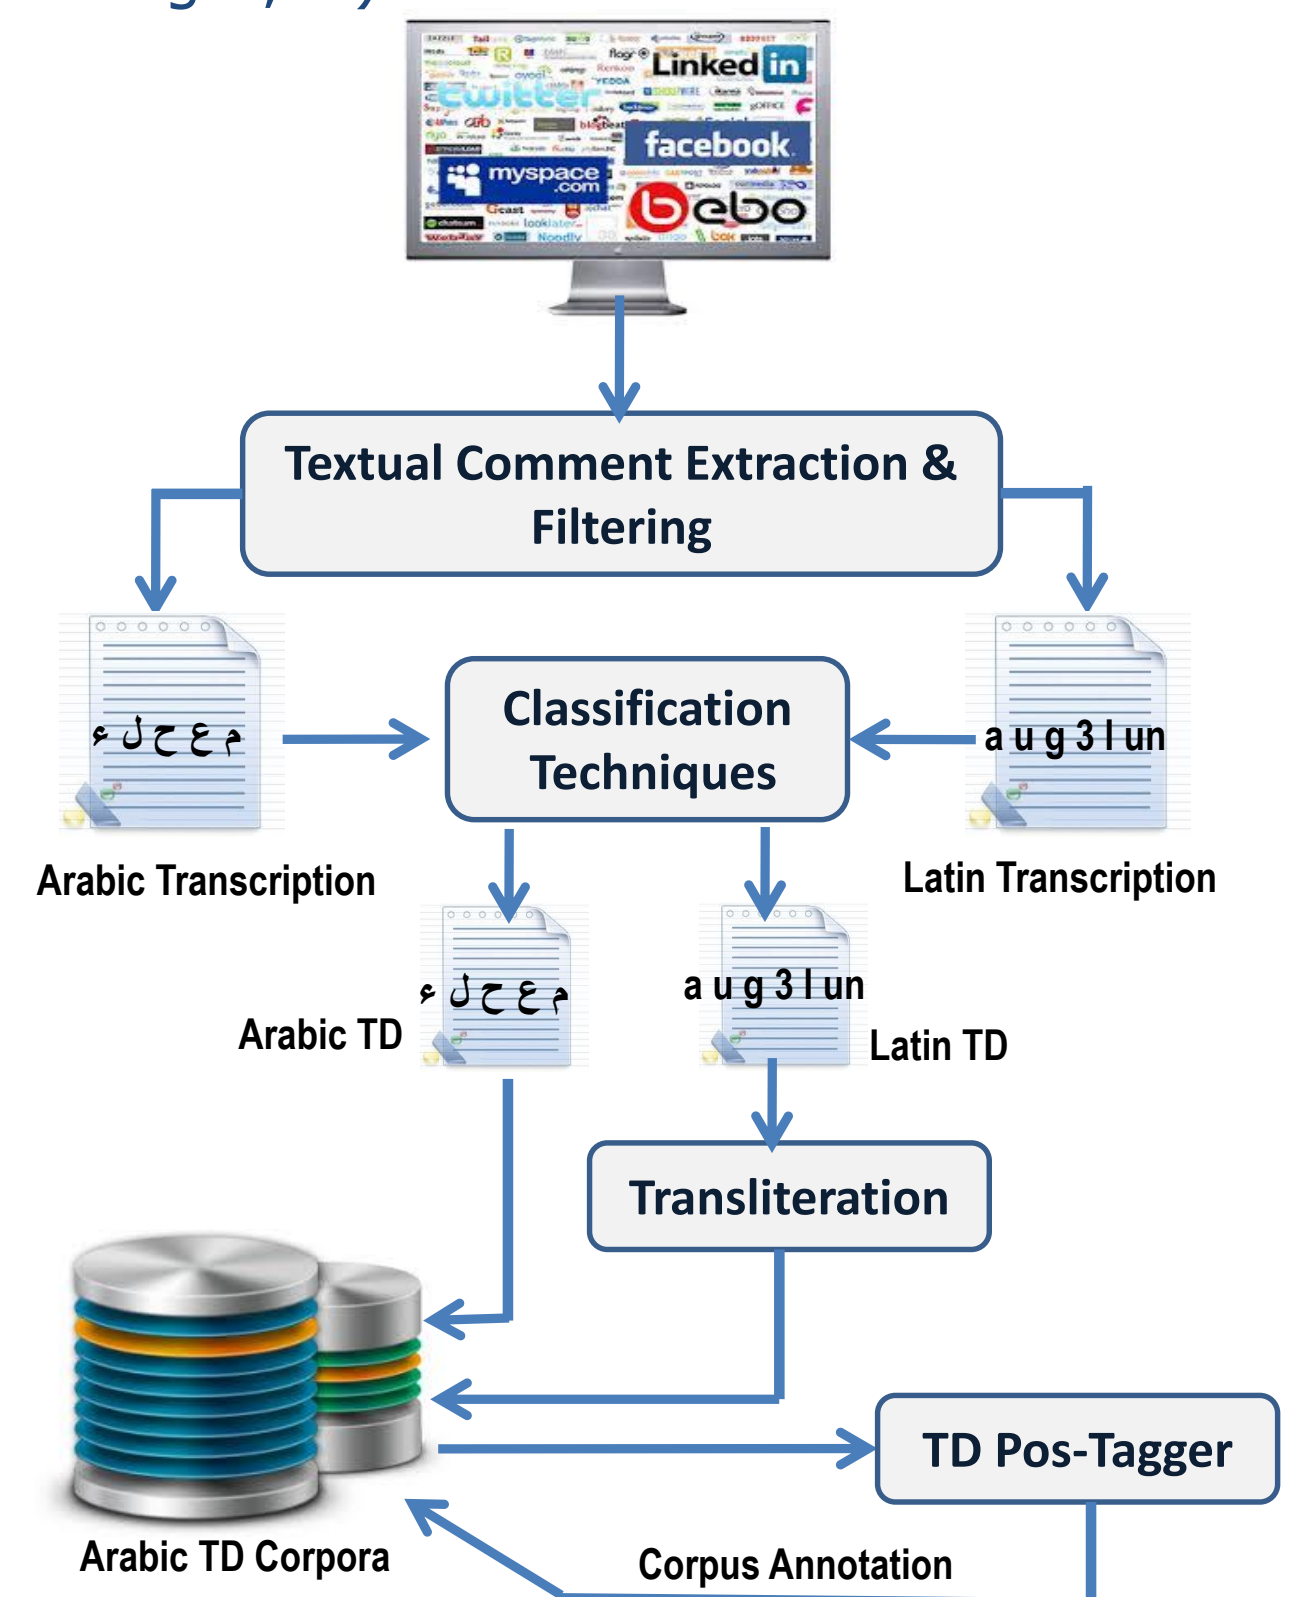 Linked in
twitter
facebook
myspace
.com
bebo
Textual Comment Extraction &
Filtering
م ع ح ل ء
a u g 3 l un
Classification
Techniques
Arabic Transcription
Latin Transcription
م ع ح ل ء
a u g 3 l un
Arabic TD
Latin TD
Transliteration
TD Pos-Tagger
Arabic TD Corpora
Corpus Annotation